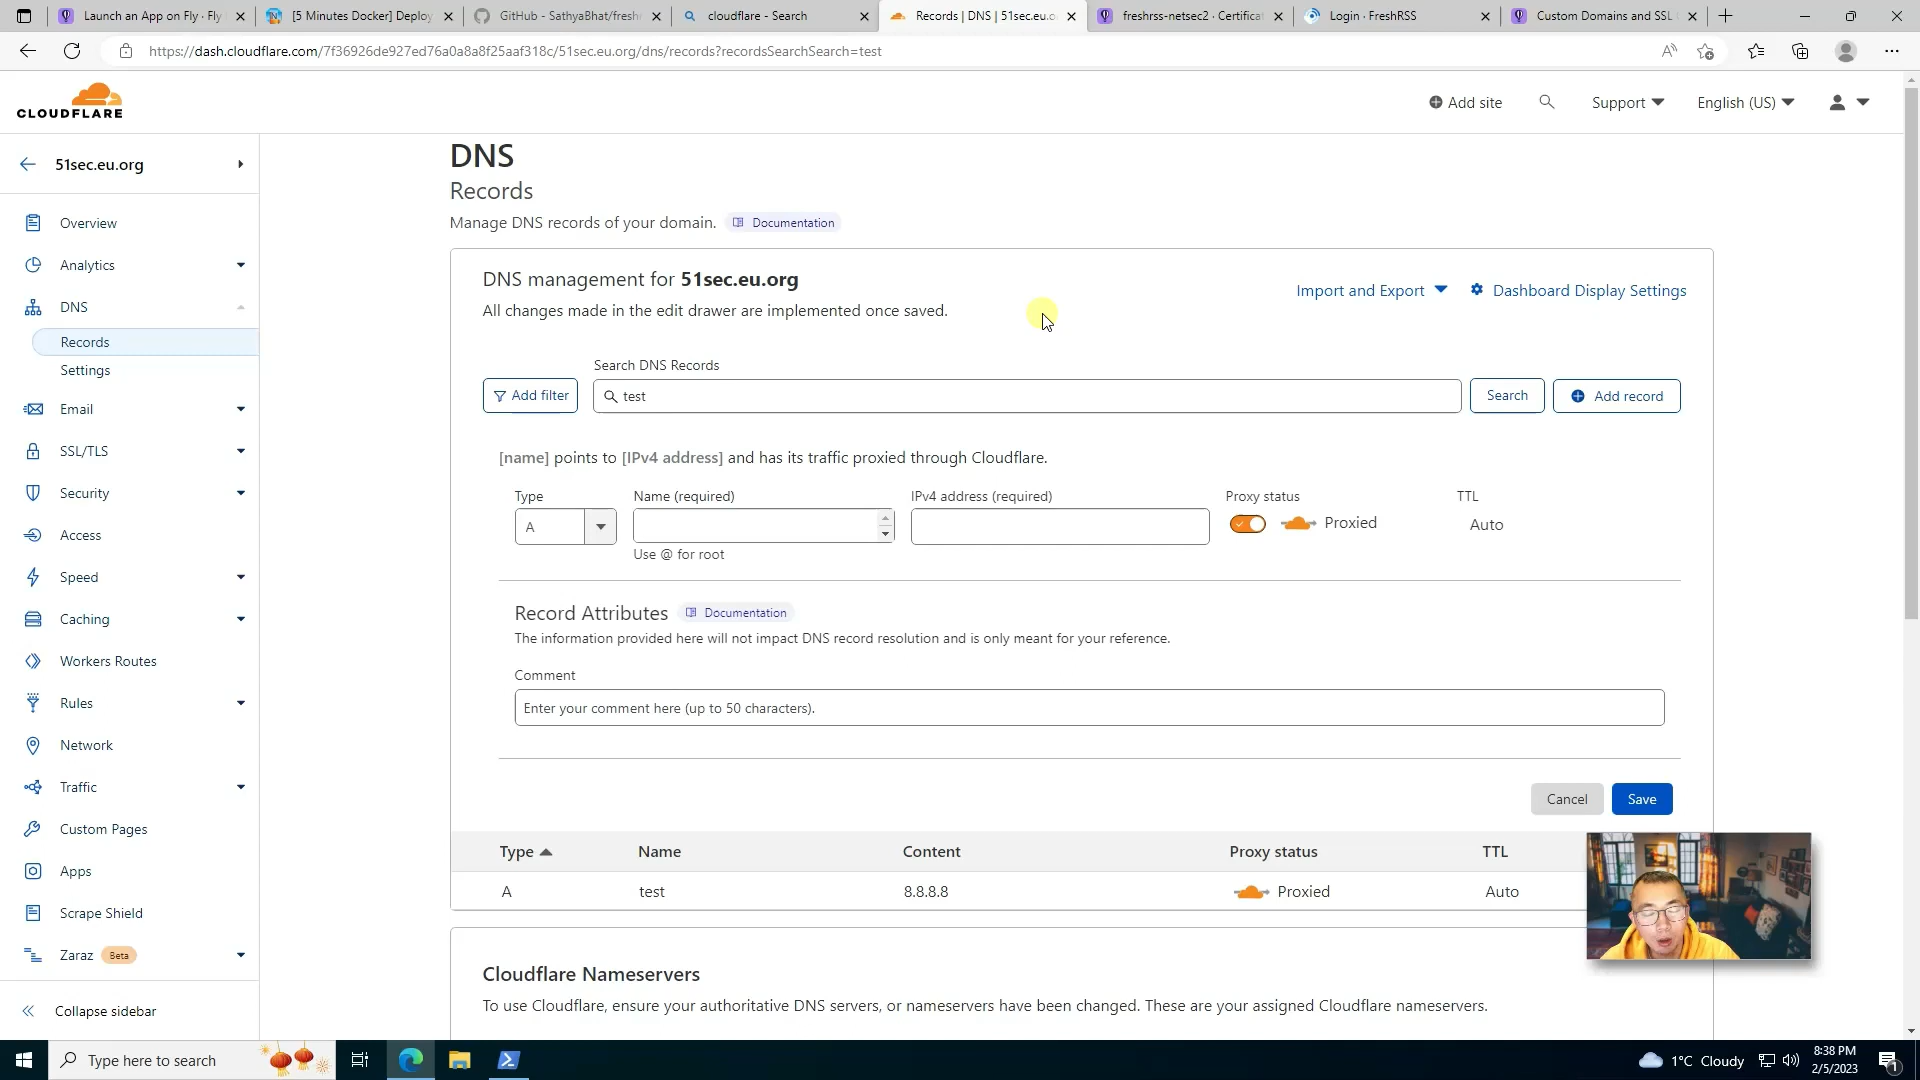 Launch an App on Fly · Fly
[5 Minutes Docker] Deploy
GitHub - SathyaBhat/freshr
cloudflare - Search
Records | DNS | 51sec.eu.o
freshrss-netsec2 · Certificat
Login · FreshRSS
Custom Domains and SSL
https://dash.cloudflare.com/7f36926de927ed76a0a8a8f25aaf318c/51sec.eu.org/dns/records?recordsSearchSearch=test
CLOUDFLARE
Add site
Support
English (US)
51sec.eu.org
Overview
Analytics
DNS
Records
Settings
Email
SSL/TLS
Security
Access
Speed
Caching
Workers Routes
Rules
Network
Traffic
Custom Pages
Apps
Scrape Shield
Zaraz Beta
Collapse sidebar
DNS
Records
Manage DNS records of your domain. Documentation
DNS management for 51sec.eu.org
All changes made in the edit drawer are implemented once saved.
Import and Export
Dashboard Display Settings
Search DNS Records
Add filter
test
Search
Add record
[name] points to [IPv4 address] and has its traffic proxied through Cloudflare.
Type
Name (required)
IPv4 address (required)
Proxy status
TTL
A
Proxied
Auto
Use @ for root
Record Attributes Documentation
The information provided here will not impact DNS record resolution and is only meant for your reference.
Comment
Enter your comment here (up to 50 characters).
Cancel
Save
Type Name Content Proxy status TTL
A test 8.8.8.8 Proxied Auto
Cloudflare Nameservers
To use Cloudflare, ensure your authoritative DNS servers, or nameservers have been changed. These are your assigned Cloudflare nameservers.
Type here to search
1°C Cloudy
8:38 PM
2/5/2023
1